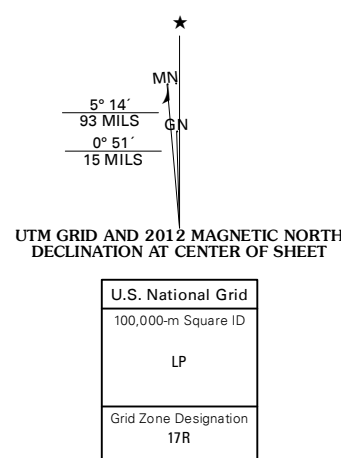 ★
MN
5° 14´
93 MILS
GN
0° 51´
15 MILS
UTM GRID AND 2012 MAGNETIC NORTH
DECLINATION AT CENTER OF SHEET
U.S. National Grid
100,000-m Square ID
LP
Grid Zone Designation
17R